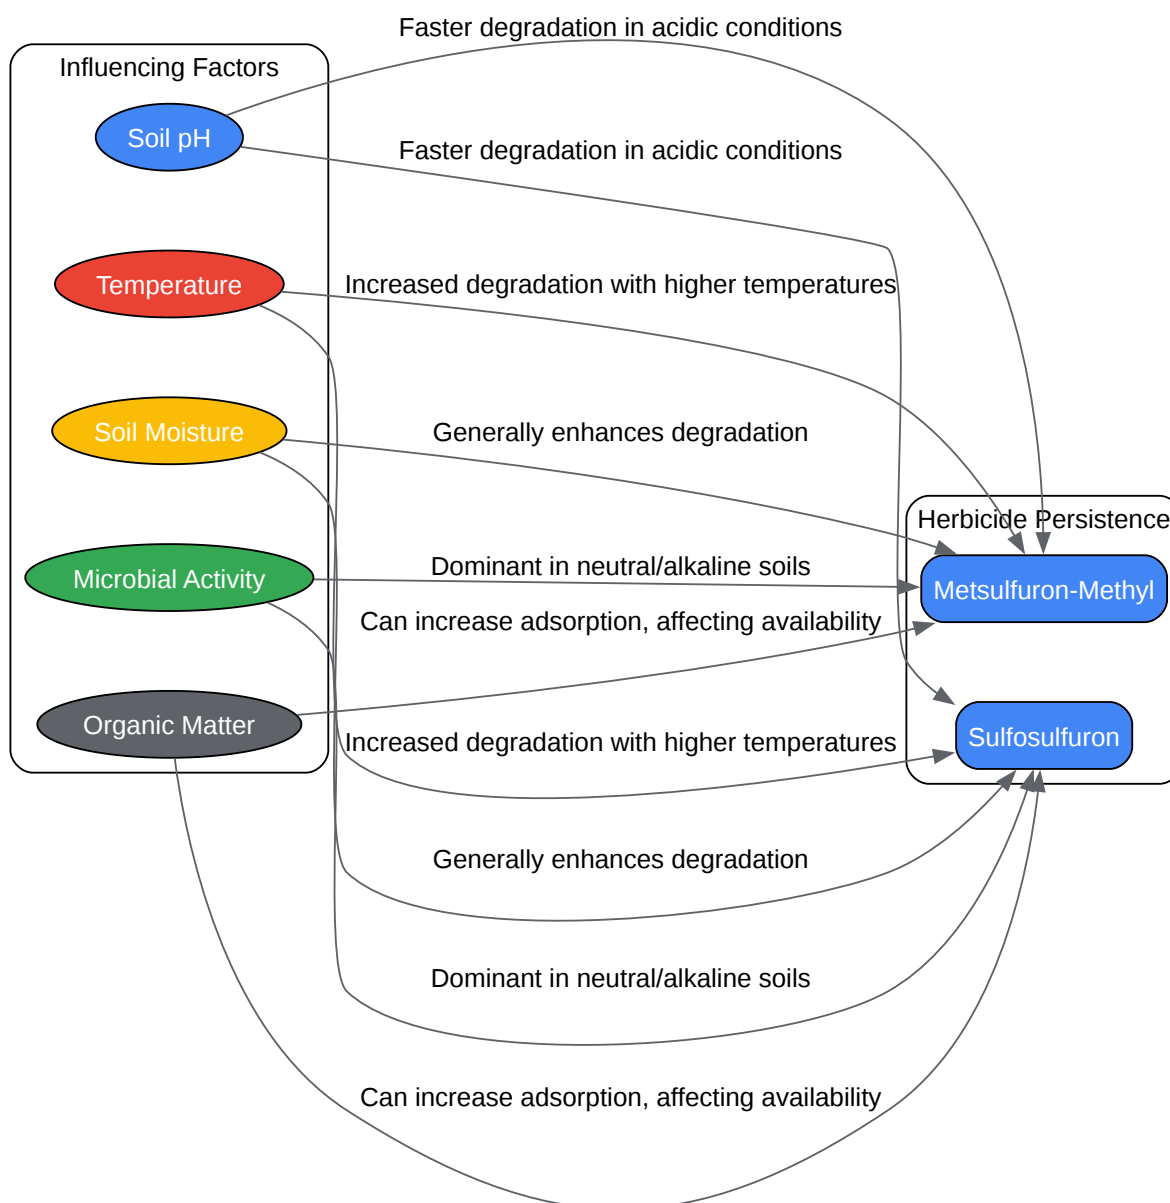 Faster degradation in acidic conditions
Influencing Factors
Soil pH
Faster degradation in acidic conditions
Temperature
Increased degradation with higher temperatures
Soil Moisture
Generally enhances degradation
Herbicide Persistence
Microbial Activity
Dominant in neutral/alkaline soils
Metsulfuron-Methyl
Can increase adsorption, affecting availability
Organic Matter
Sulfosulfuron
Increased degradation with higher temperatures
Generally enhances degradation
Dominant in neutral/alkaline soils
Can increase adsorption, affecting availability